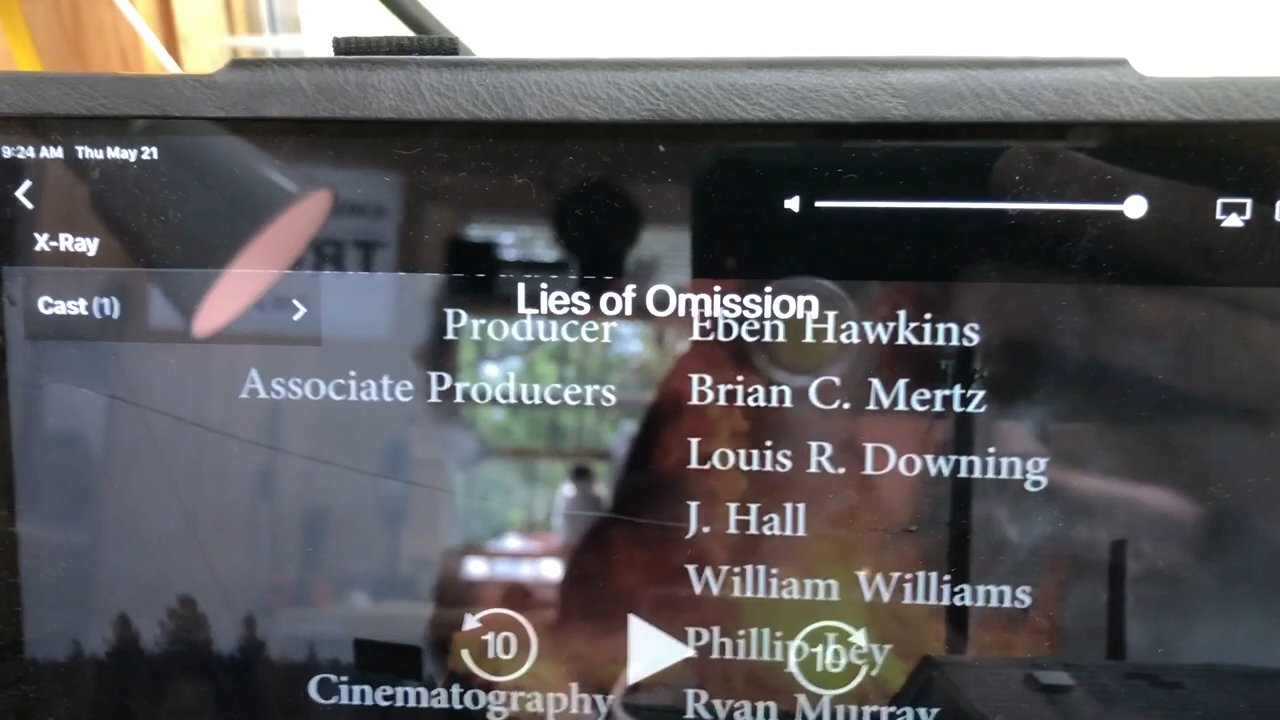 9:24 AM Thu May 21
X-Ray
Cast (1)
Lies of Omission
Producer Eben Hawkins
Associate Producers Brian C. Mertz
Louis R. Downing
J. Hall
William Williams
Phillip
10
10
Cinematography Ryan Murray